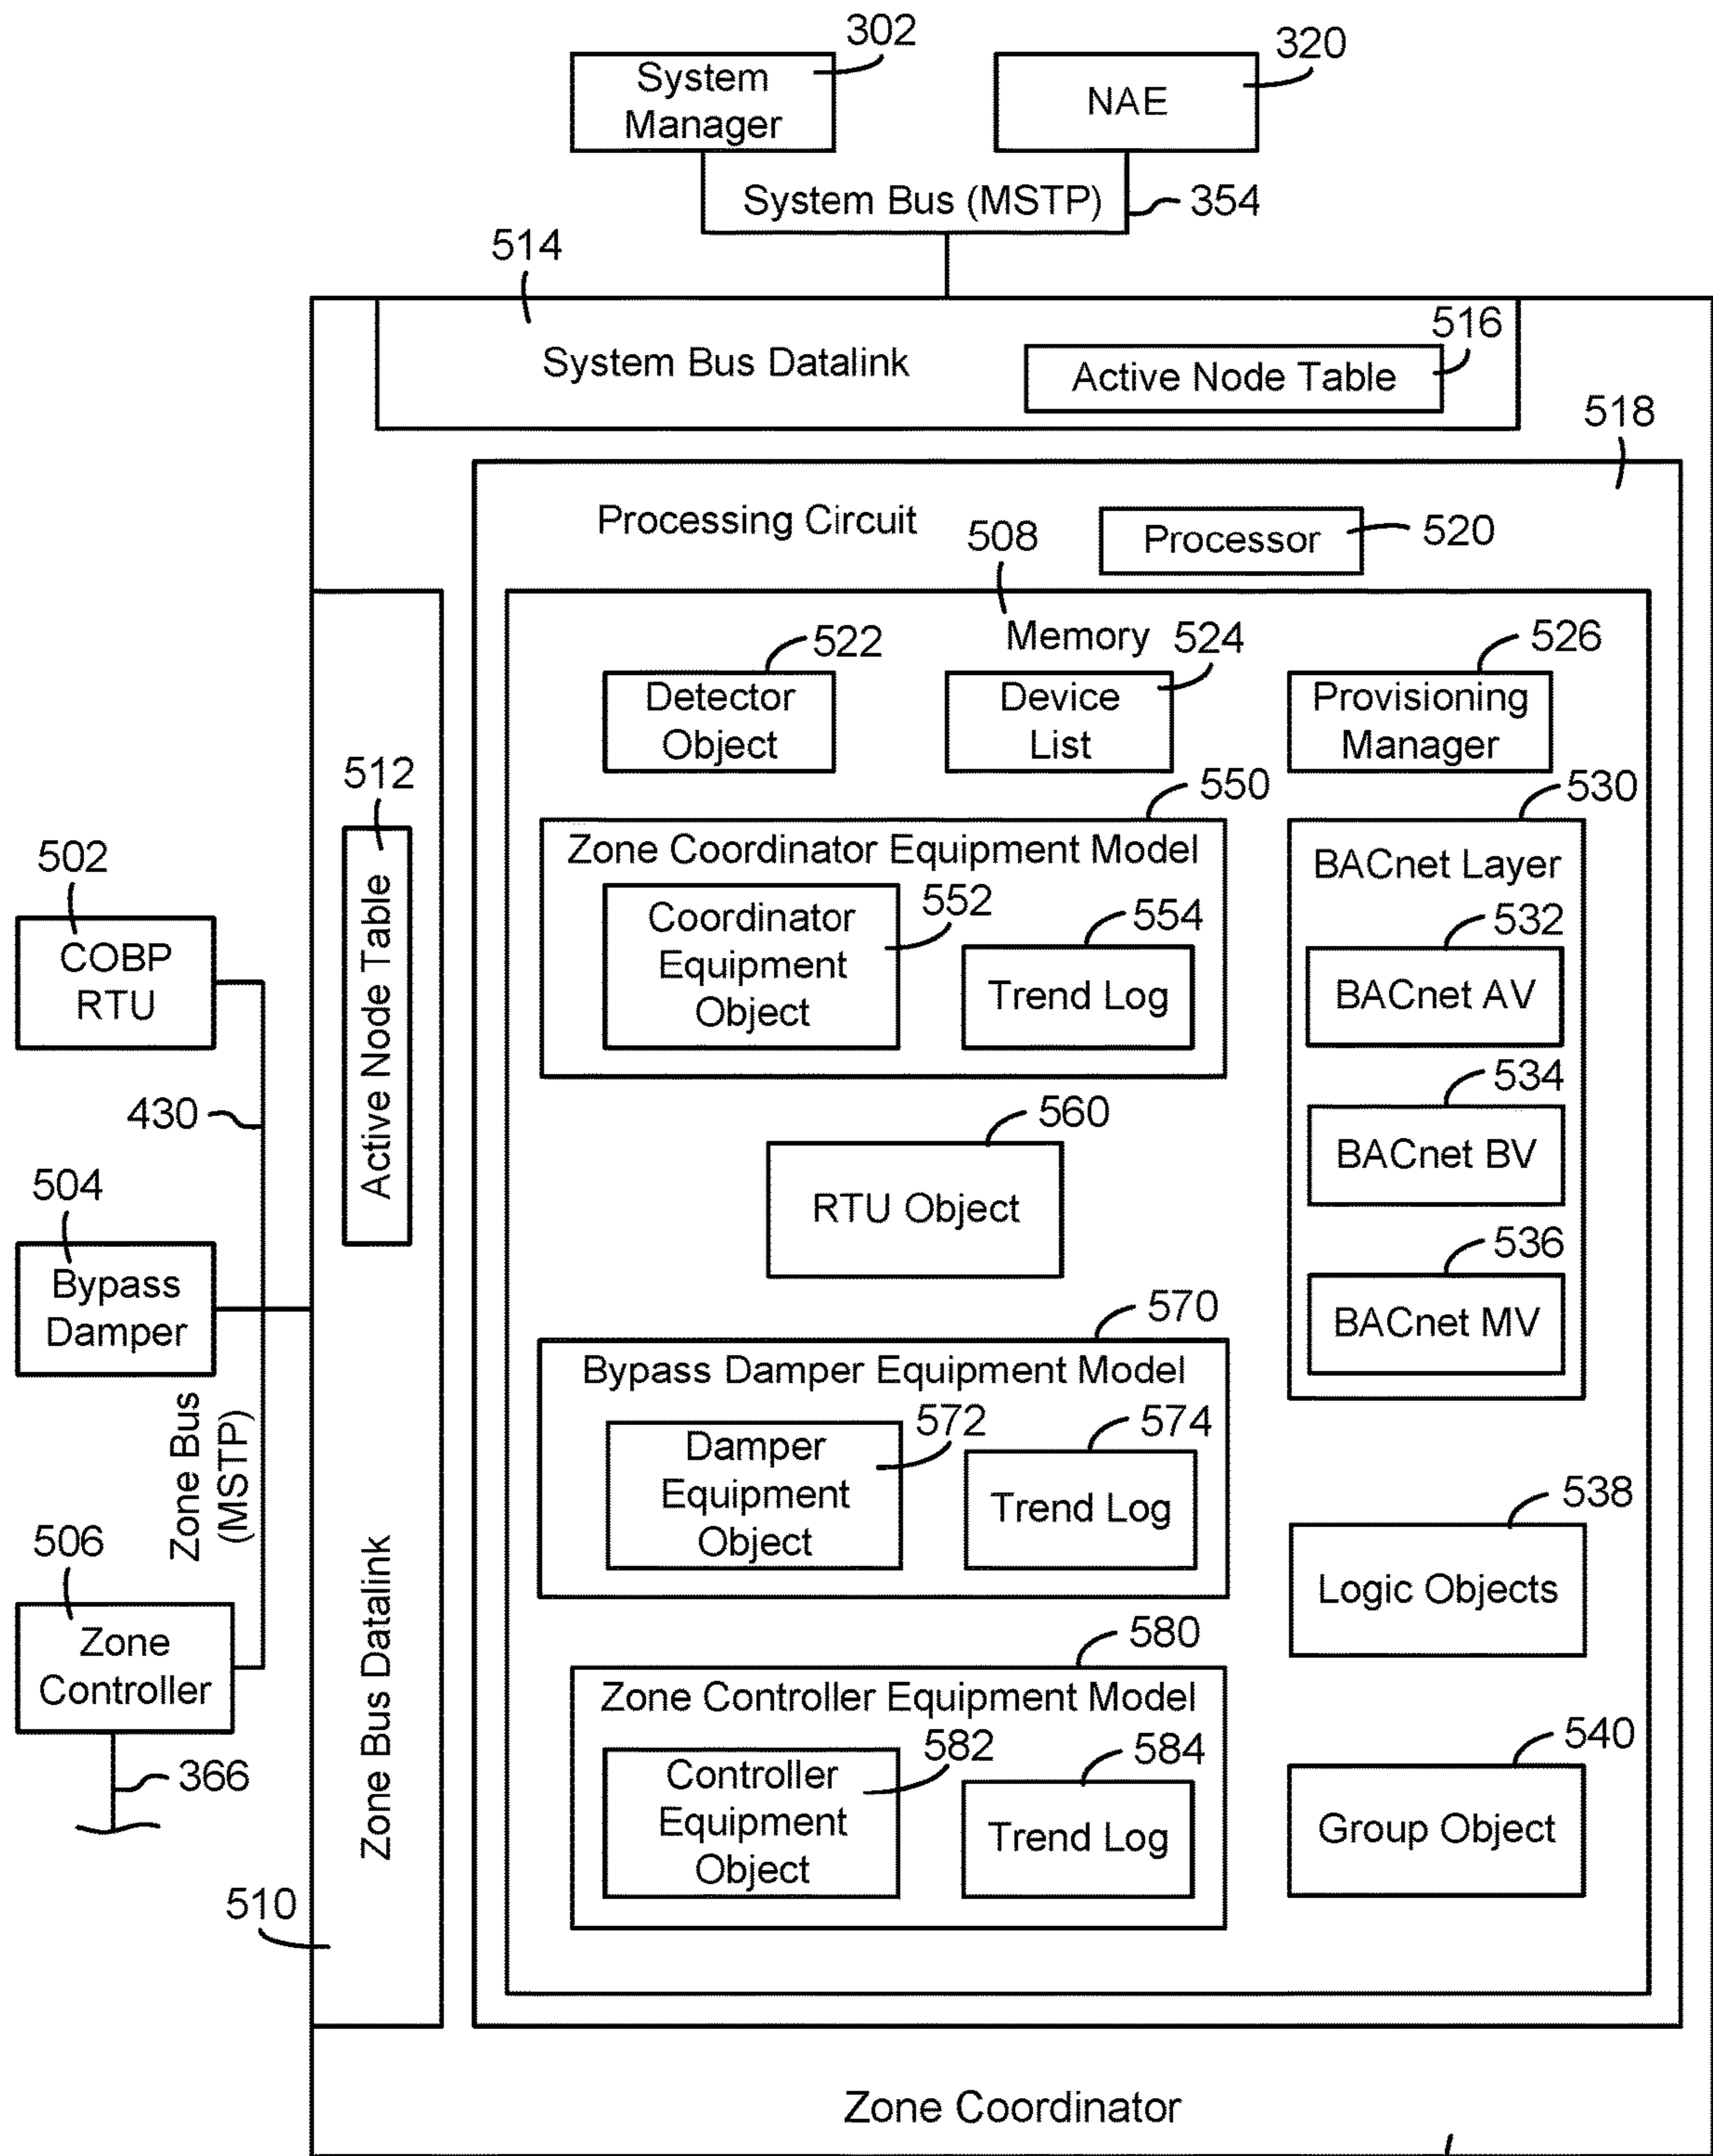 302
320
System
Manager
NAE
System Bus (MSTP)
354
514
516
System Bus Datalink
Active Node Table
518
Processing Circuit
Processor
520
508
Memory
522
524
526
Detector
Object
Device
List
Provisioning
Manager
512
Active Node Table
550
530
Zone Coordinator Equipment Model
BACnet Layer
502
COBP
RTU
Coordinator
Equipment
Object
552
554
Trend Log
532
BACnet AV
430
534
BACnet BV
560
RTU Object
504
Bypass
Damper
536
BACnet MV
570
Bypass Damper Equipment Model
Zone Bus
(MSTP)
Damper
Equipment
Object
572
574
Trend Log
538
Logic Objects
506
Zone
Controller
Zone Bus Datalink
580
Zone Controller Equipment Model
366
Controller
Equipment
Object
582
584
Trend Log
540
Group Object
510
Zone Coordinator